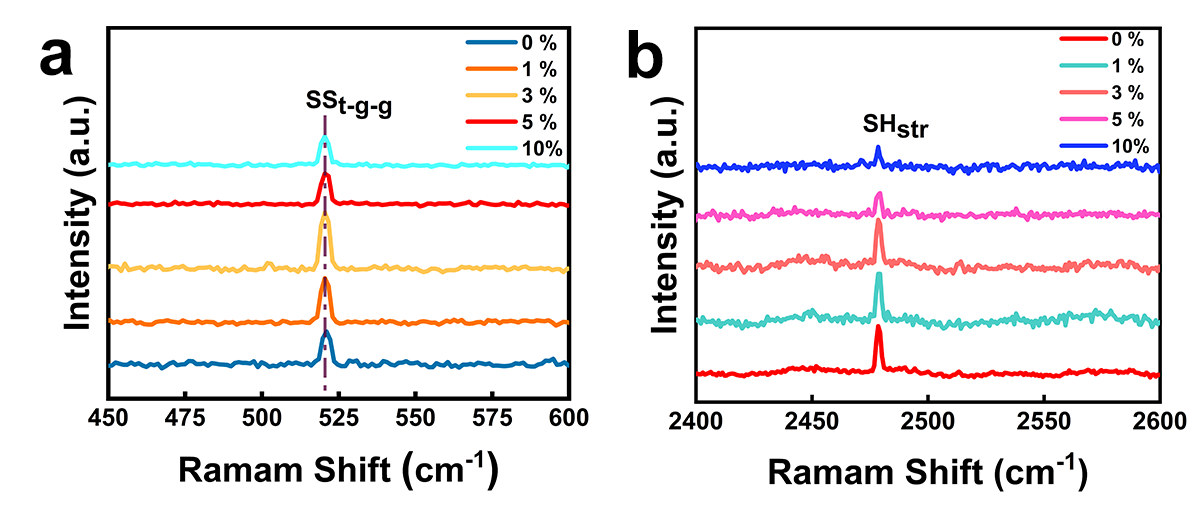 a
0 %
1 %
3 %
5 %
10%
SSt-g-g
Intensity (a.u.)
450 475 500 525 550 575 600
Ramam Shift (cm-1)
b
0 %
1 %
3 %
5 %
10%
SHstr
Intensity (a.u.)
2400 2450 2500 2550 2600
Ramam Shift (cm-1)